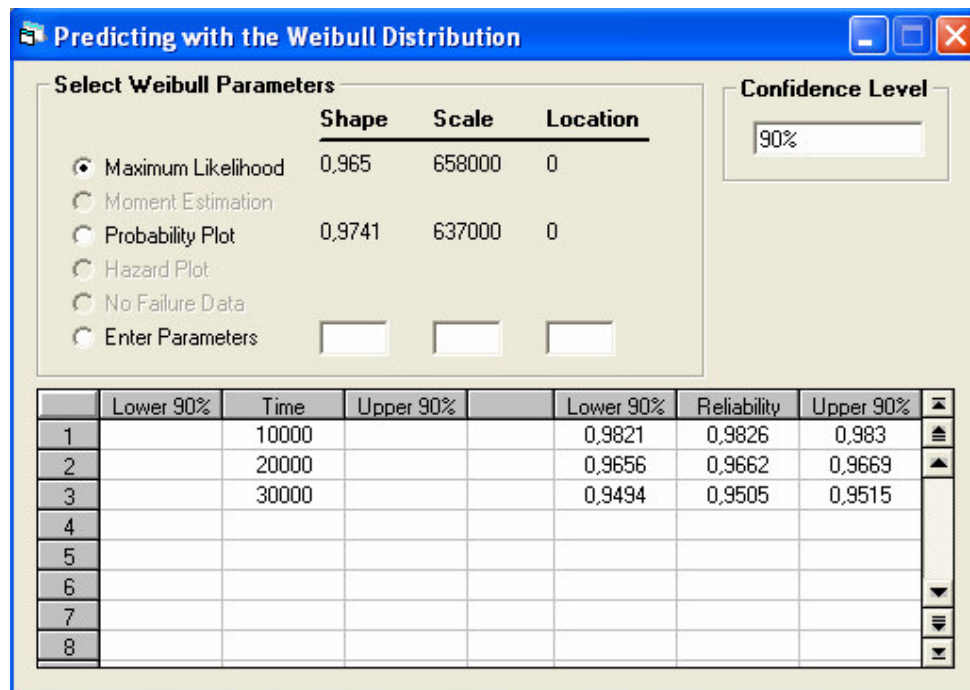 Predicting with the Weibull Distribution
Select Weibull Parameters
Shape Scale Location
Maximum Likelihood 0,965 658000 0
Moment Estimation
Probability Plot 0,9741 637000 0
Hazard Plot
No Failure Data
Enter Parameters
Confidence Level
90%
Lower 90% Time Upper 90% Lower 90% Reliability Upper 90%
1 10000 0,9821 0,9826 0,983
2 20000 0,9656 0,9662 0,9669
3 30000 0,9494 0,9505 0,9515
4
5
6
7
8